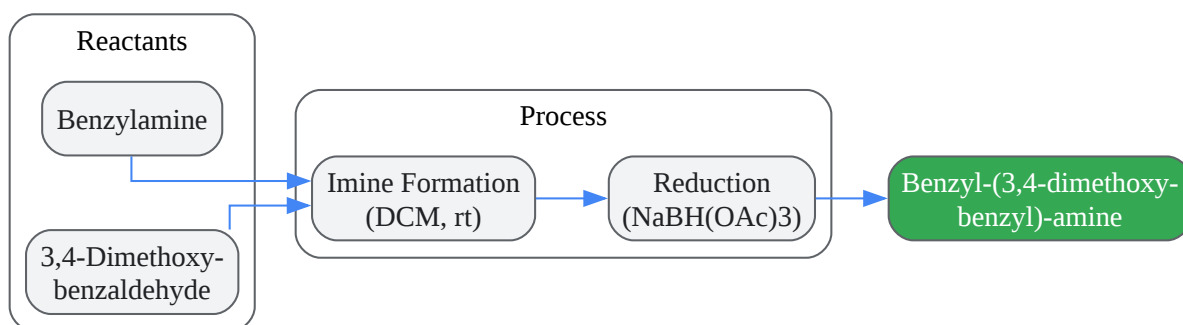 Reactants
Benzylamine
3,4-Dimethoxy-
benzaldehyde
Process
Imine Formation
(DCM, rt)
Reduction
(NaBH(OAc)3)
Benzyl-(3,4-dimethoxy-
benzyl)-amine